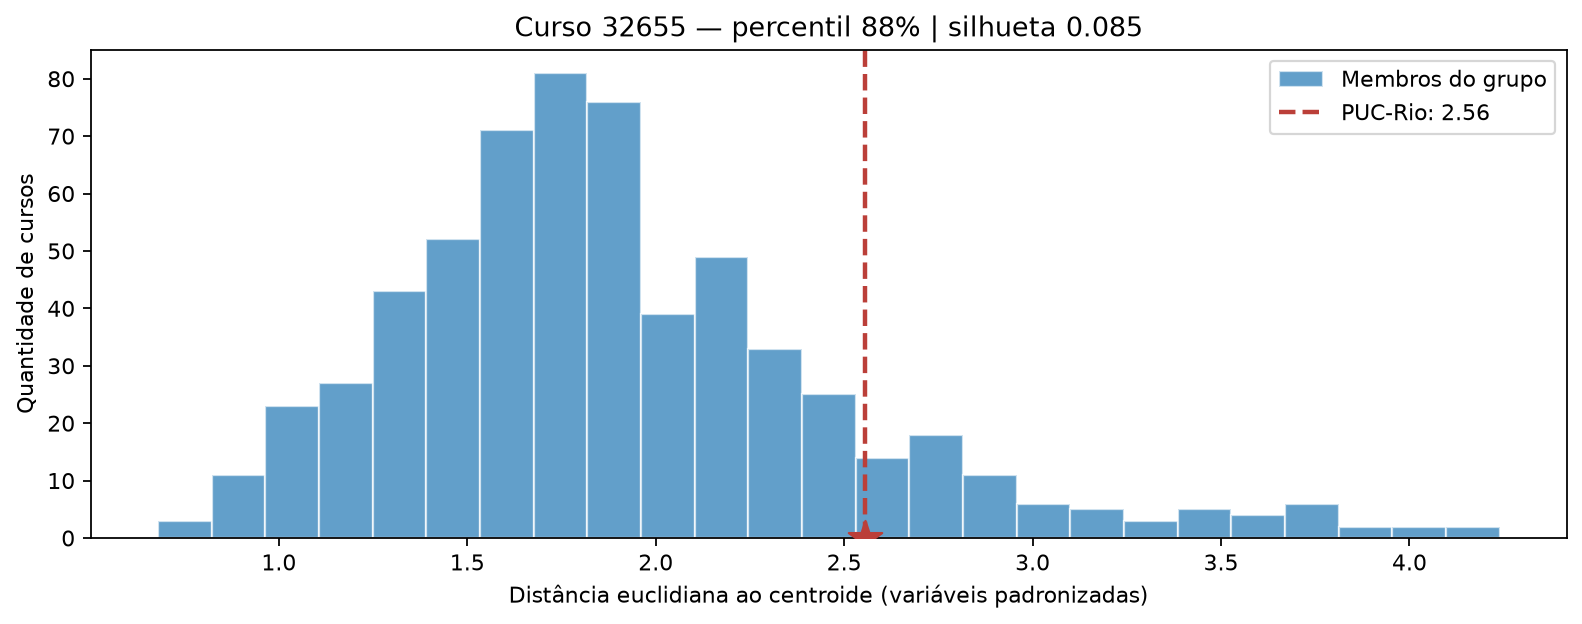 Curso 32655 — percentil 88% | silhueta 0.085
Membros do grupo
PUC-Rio: 2.56
Quantidade de cursos
80
70
60
50
40
30
20
10
0
1.0 1.5 2.0 2.5 3.0 3.5 4.0
Distância euclidiana ao centroide (variáveis padronizadas)